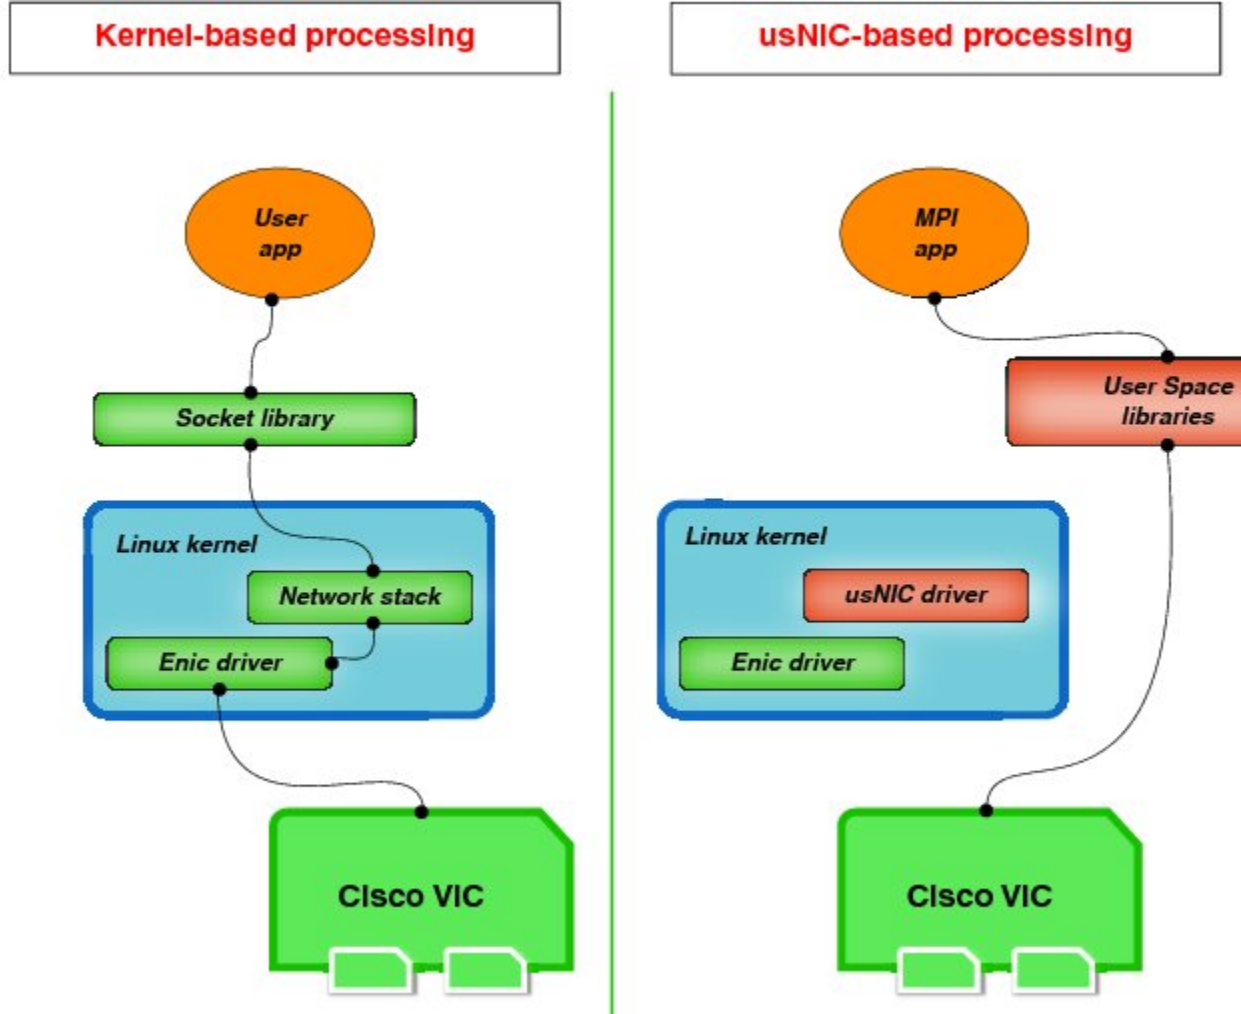 Kernel-based processing
User
app
Socket library
Linux kernel
Network stack
Enic driver
Cisco VIC
usNIC-based processing
MPI
app
User Space
libraries
Linux kernel
usNIC driver
Enic driver
Cisco VIC